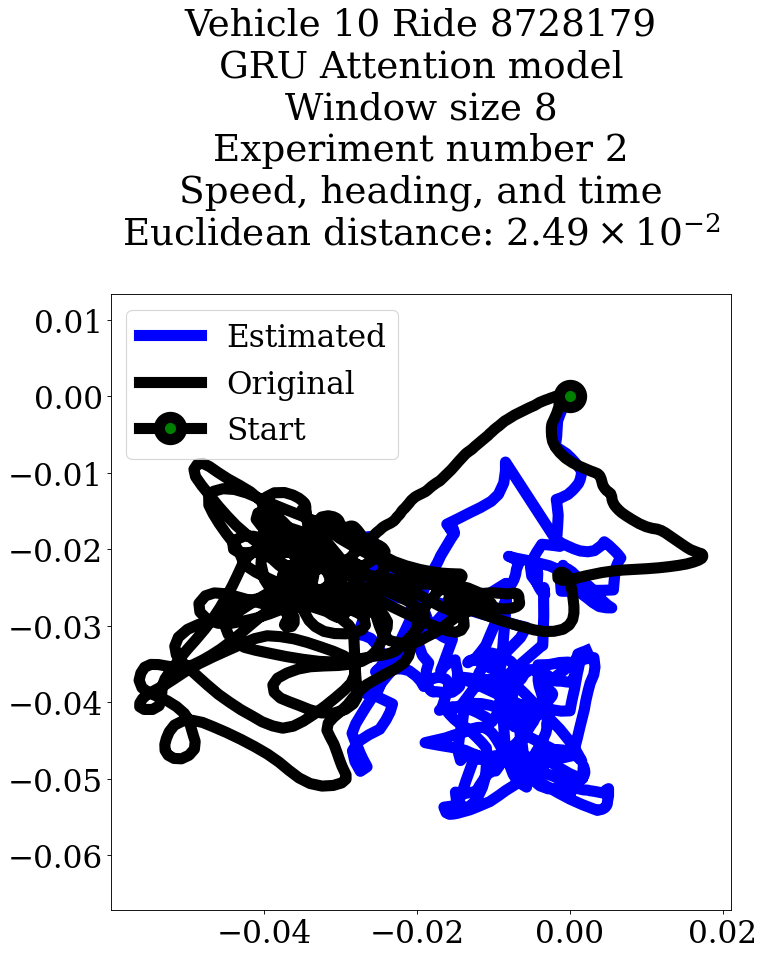 Vehicle 10 Ride 8728179
GRU Attention model
Window size 8
Experiment number 2
Speed, heading, and time
Euclidean distance: 2.49 × 10⁻²
Estimated
Original
Start
0.01
0.00
−0.01
−0.02
−0.03
−0.04
−0.05
−0.06
−0.04
−0.02
0.00
0.02